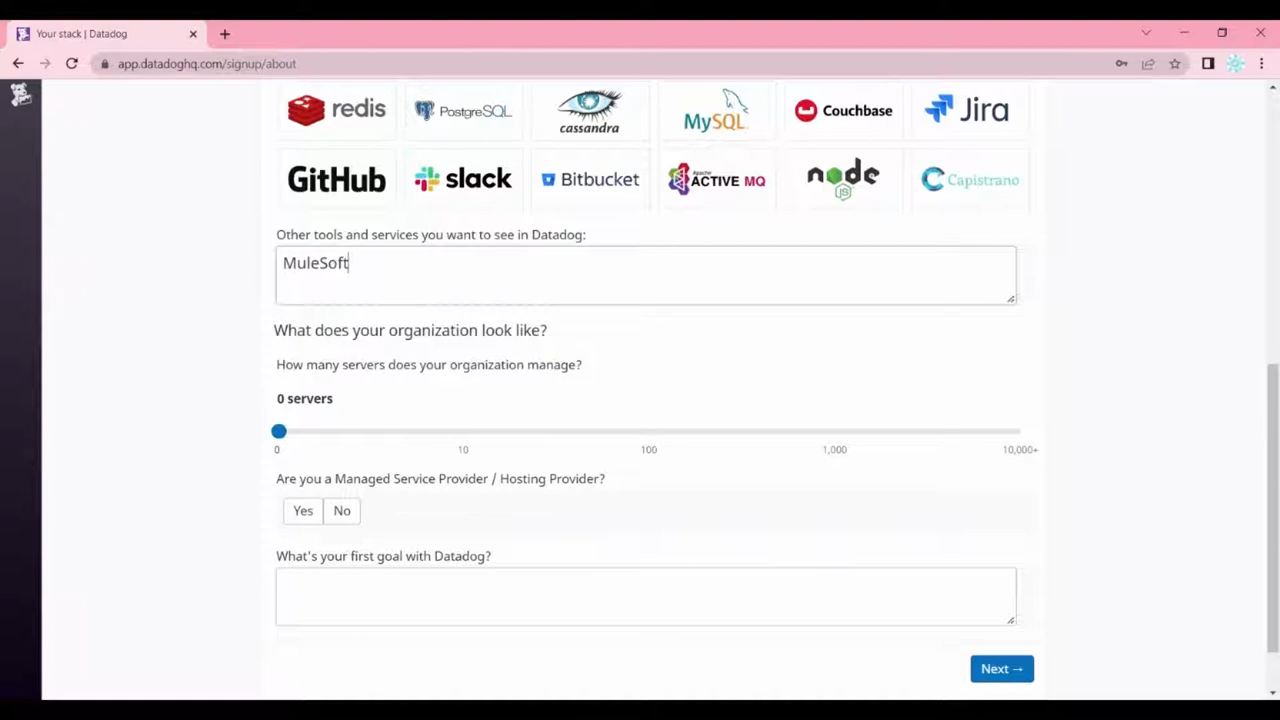 Your stack | Datadog
app.datadoghq.com/signup/about
redis PostgreSQL cassandra MySQL Couchbase Jira
GitHub slack Bitbucket Apache ACTIVE MQ node JS Capistrano
Other tools and services you want to see in Datadog:
MuleSoft
What does your organization look like?
How many servers does your organization manage?
0 servers
0 10 100 1,000 10,000+
Are you a Managed Service Provider / Hosting Provider?
Yes No
What's your first goal with Datadog?
Next →